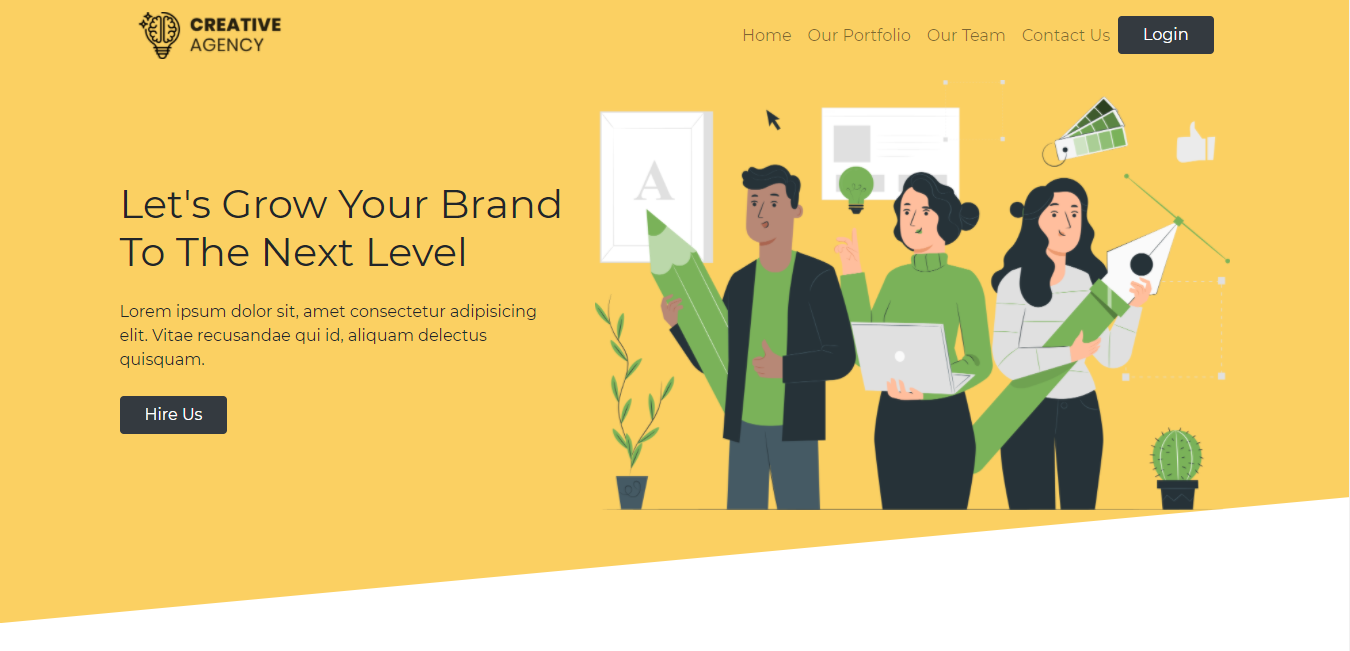 CREATIVE
AGENCY
Home Our Portfolio Our Team Contact Us Login
A
Let's Grow Your Brand
To The Next Level
Lorem ipsum dolor sit, amet consectetur adipisicing
elit. Vitae recusandae qui id, aliquam delectus
quisquam.
Hire Us